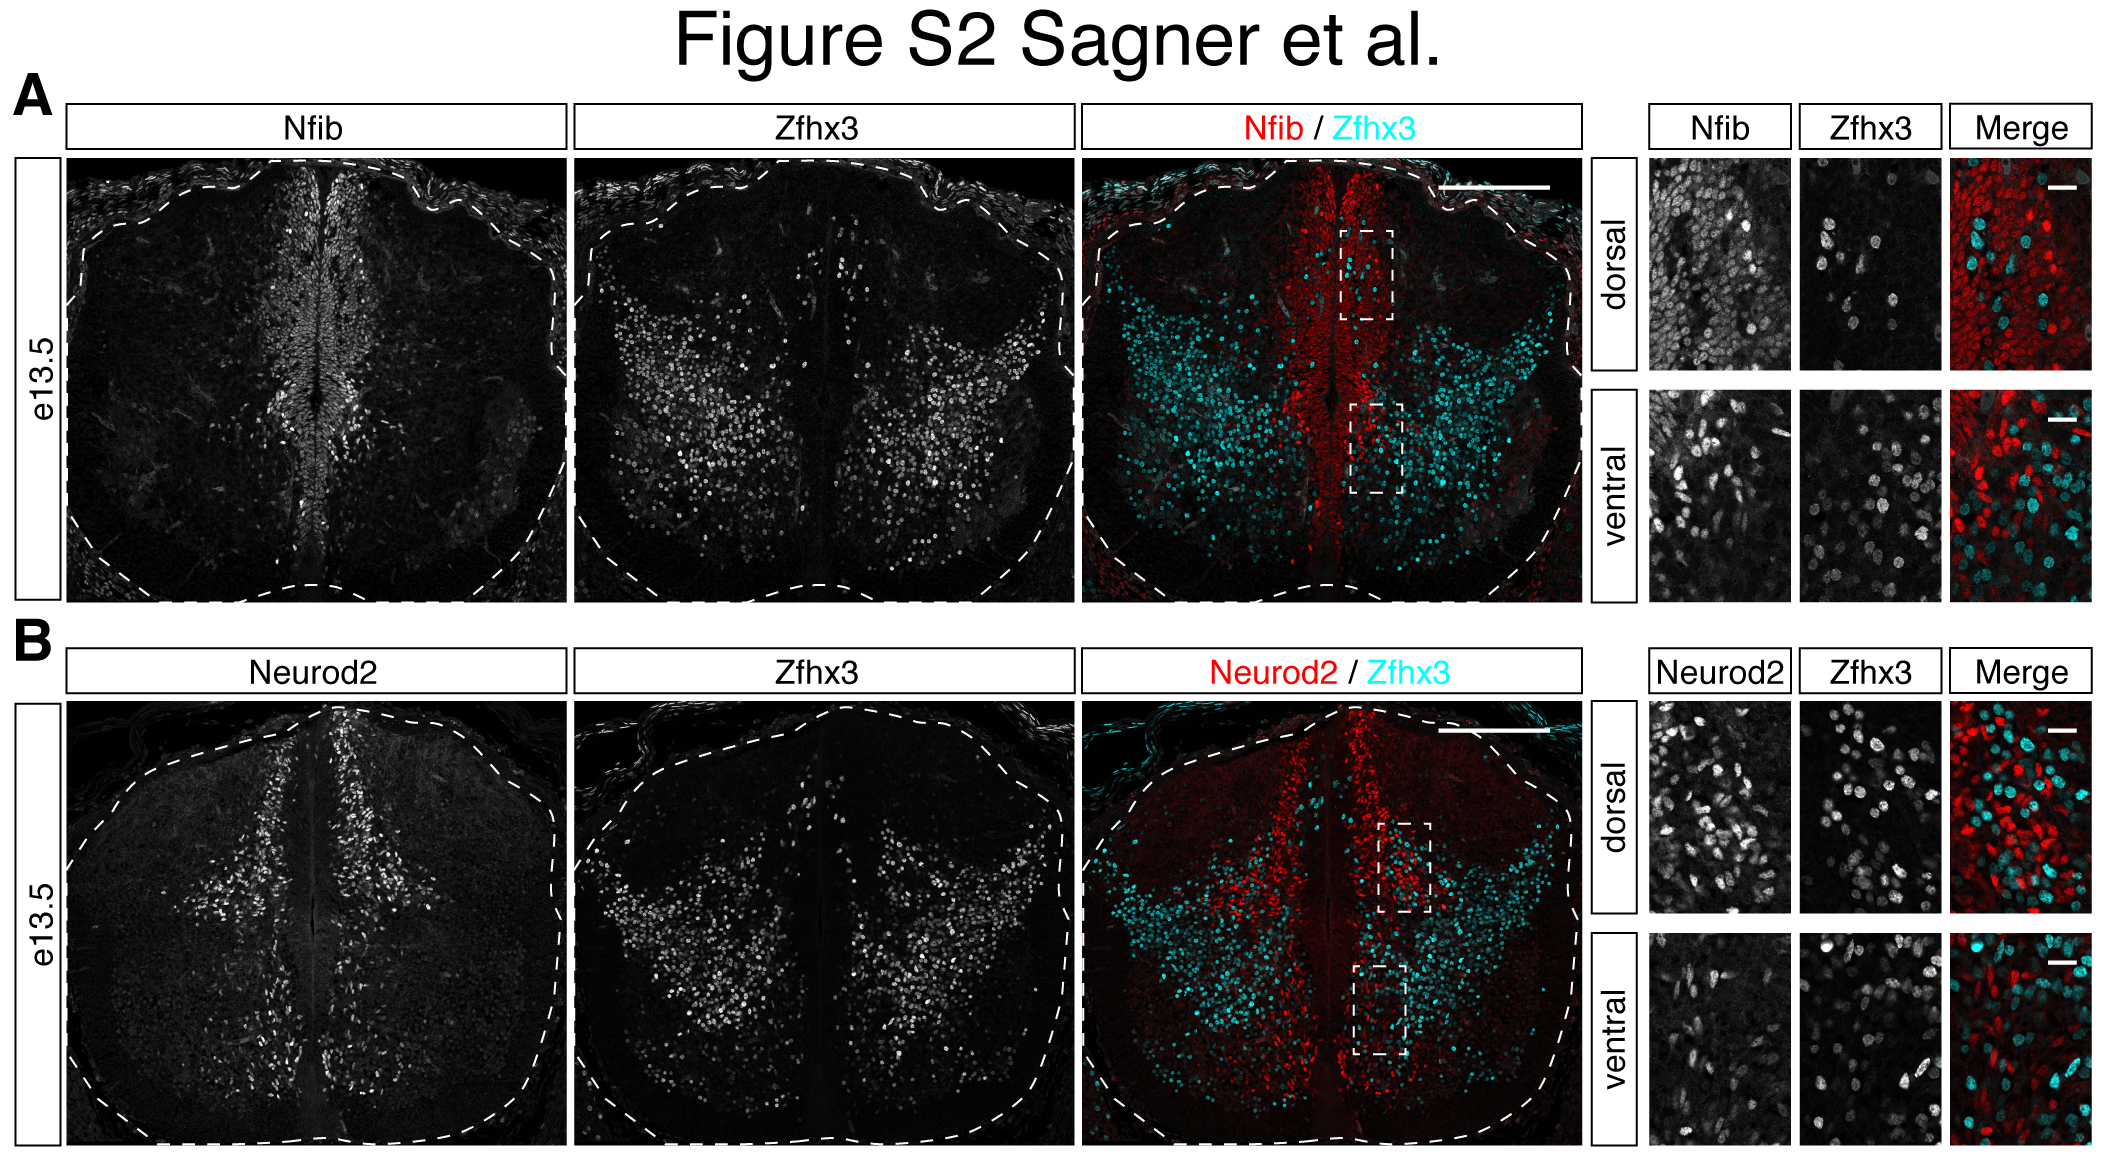 Figure S2 Sagner et al.
A
Nfib
Zfhx3
Nfib / Zfhx3
Nfib
Zfhx3
Merge
e13.5
dorsal
ventral
B
Neurod2
Zfhx3
Neurod2 / Zfhx3
Neurod2
Zfhx3
Merge
e13.5
dorsal
ventral